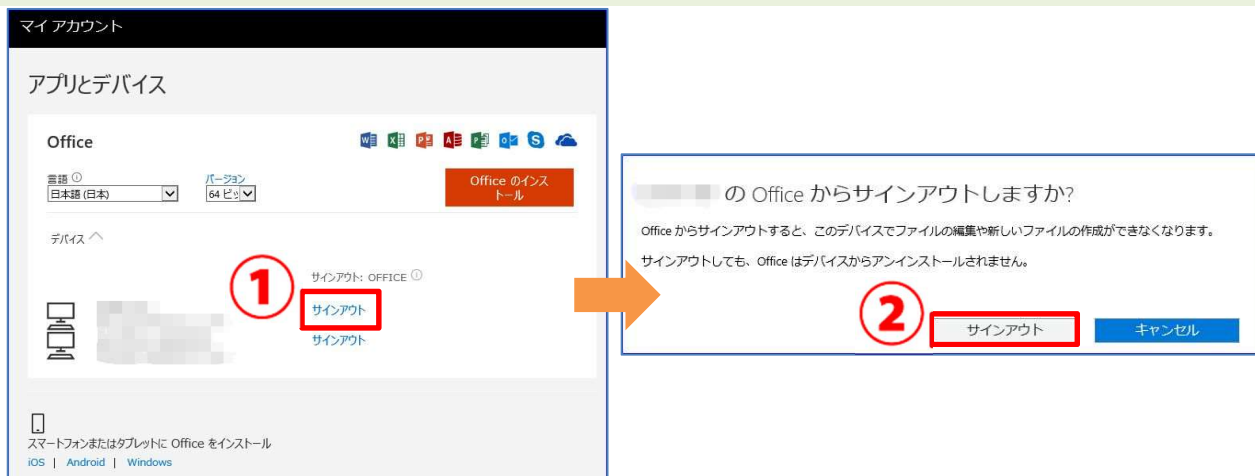 マイ アカウント
アプリとデバイス
Office
言語
バージョン
日本語 (日本)
64 ビッ
Office のインス
トール
デバイス
サインアウト: OFFICE
1
サインアウト
サインアウト
スマートフォンまたはタブレットに Office をインストール
iOS | Android | Windows
の Office からサインアウトしますか?
Office からサインアウトすると、このデバイスでファイルの編集や新しいファイルの作成ができなくなります。
サインアウトしても、Office はデバイスからアンインストールされません。
2
サインアウト
キャンセル